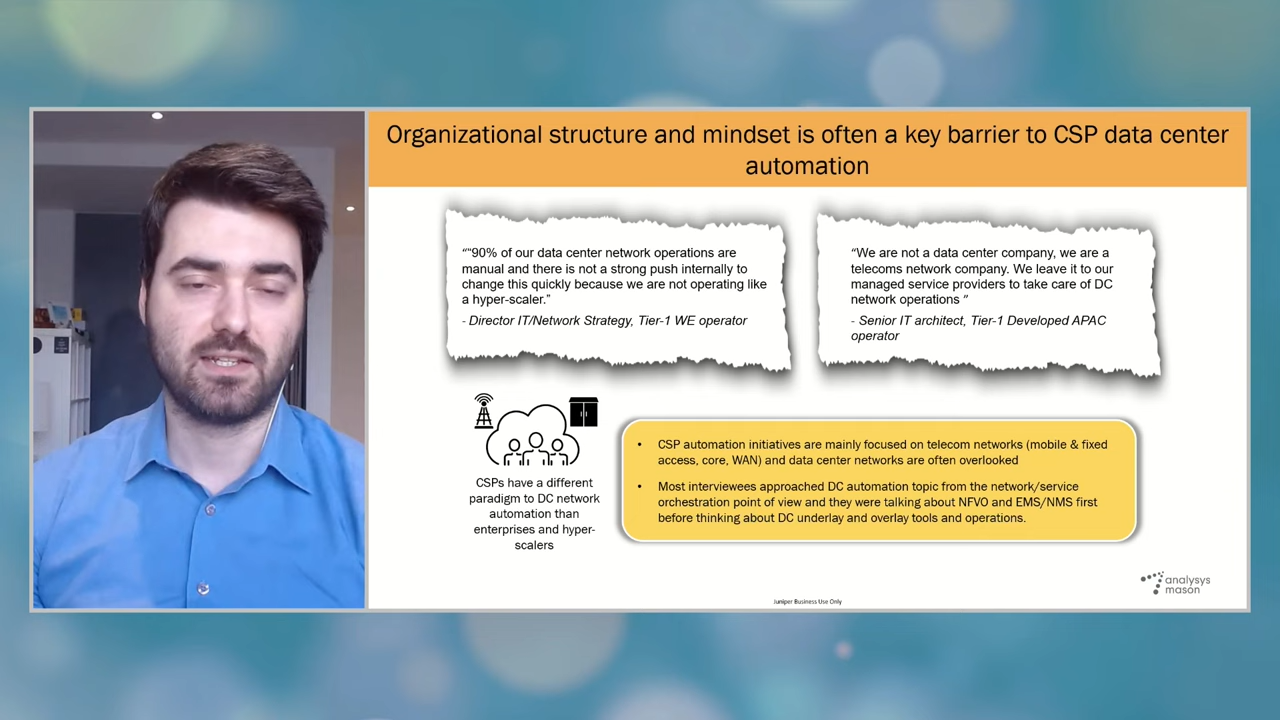 Organizational structure and mindset is often a key barrier to CSP data center
automation
““90% of our data center network operations are
manual and there is not a strong push internally to
change this quickly because we are not operating like
a hyper-scaler.”
- Director IT/Network Strategy, Tier-1 WE operator
“We are not a data center company, we are a
telecoms network company. We leave it to our
managed service providers to take care of DC
network operations ”
- Senior IT architect, Tier-1 Developed APAC
operator
CSPs have a different
paradigm to DC network
automation than
enterprises and hyper-
scalers
• CSP automation initiatives are mainly focused on telecom networks (mobile & fixed
access, core, WAN) and data center networks are often overlooked
• Most interviewees approached DC automation topic from the network/service
orchestration point of view and they were talking about NFVO and EMS/NMS first
before thinking about DC underlay and overlay tools and operations.
analysys
mason
Juniper Business Use Only